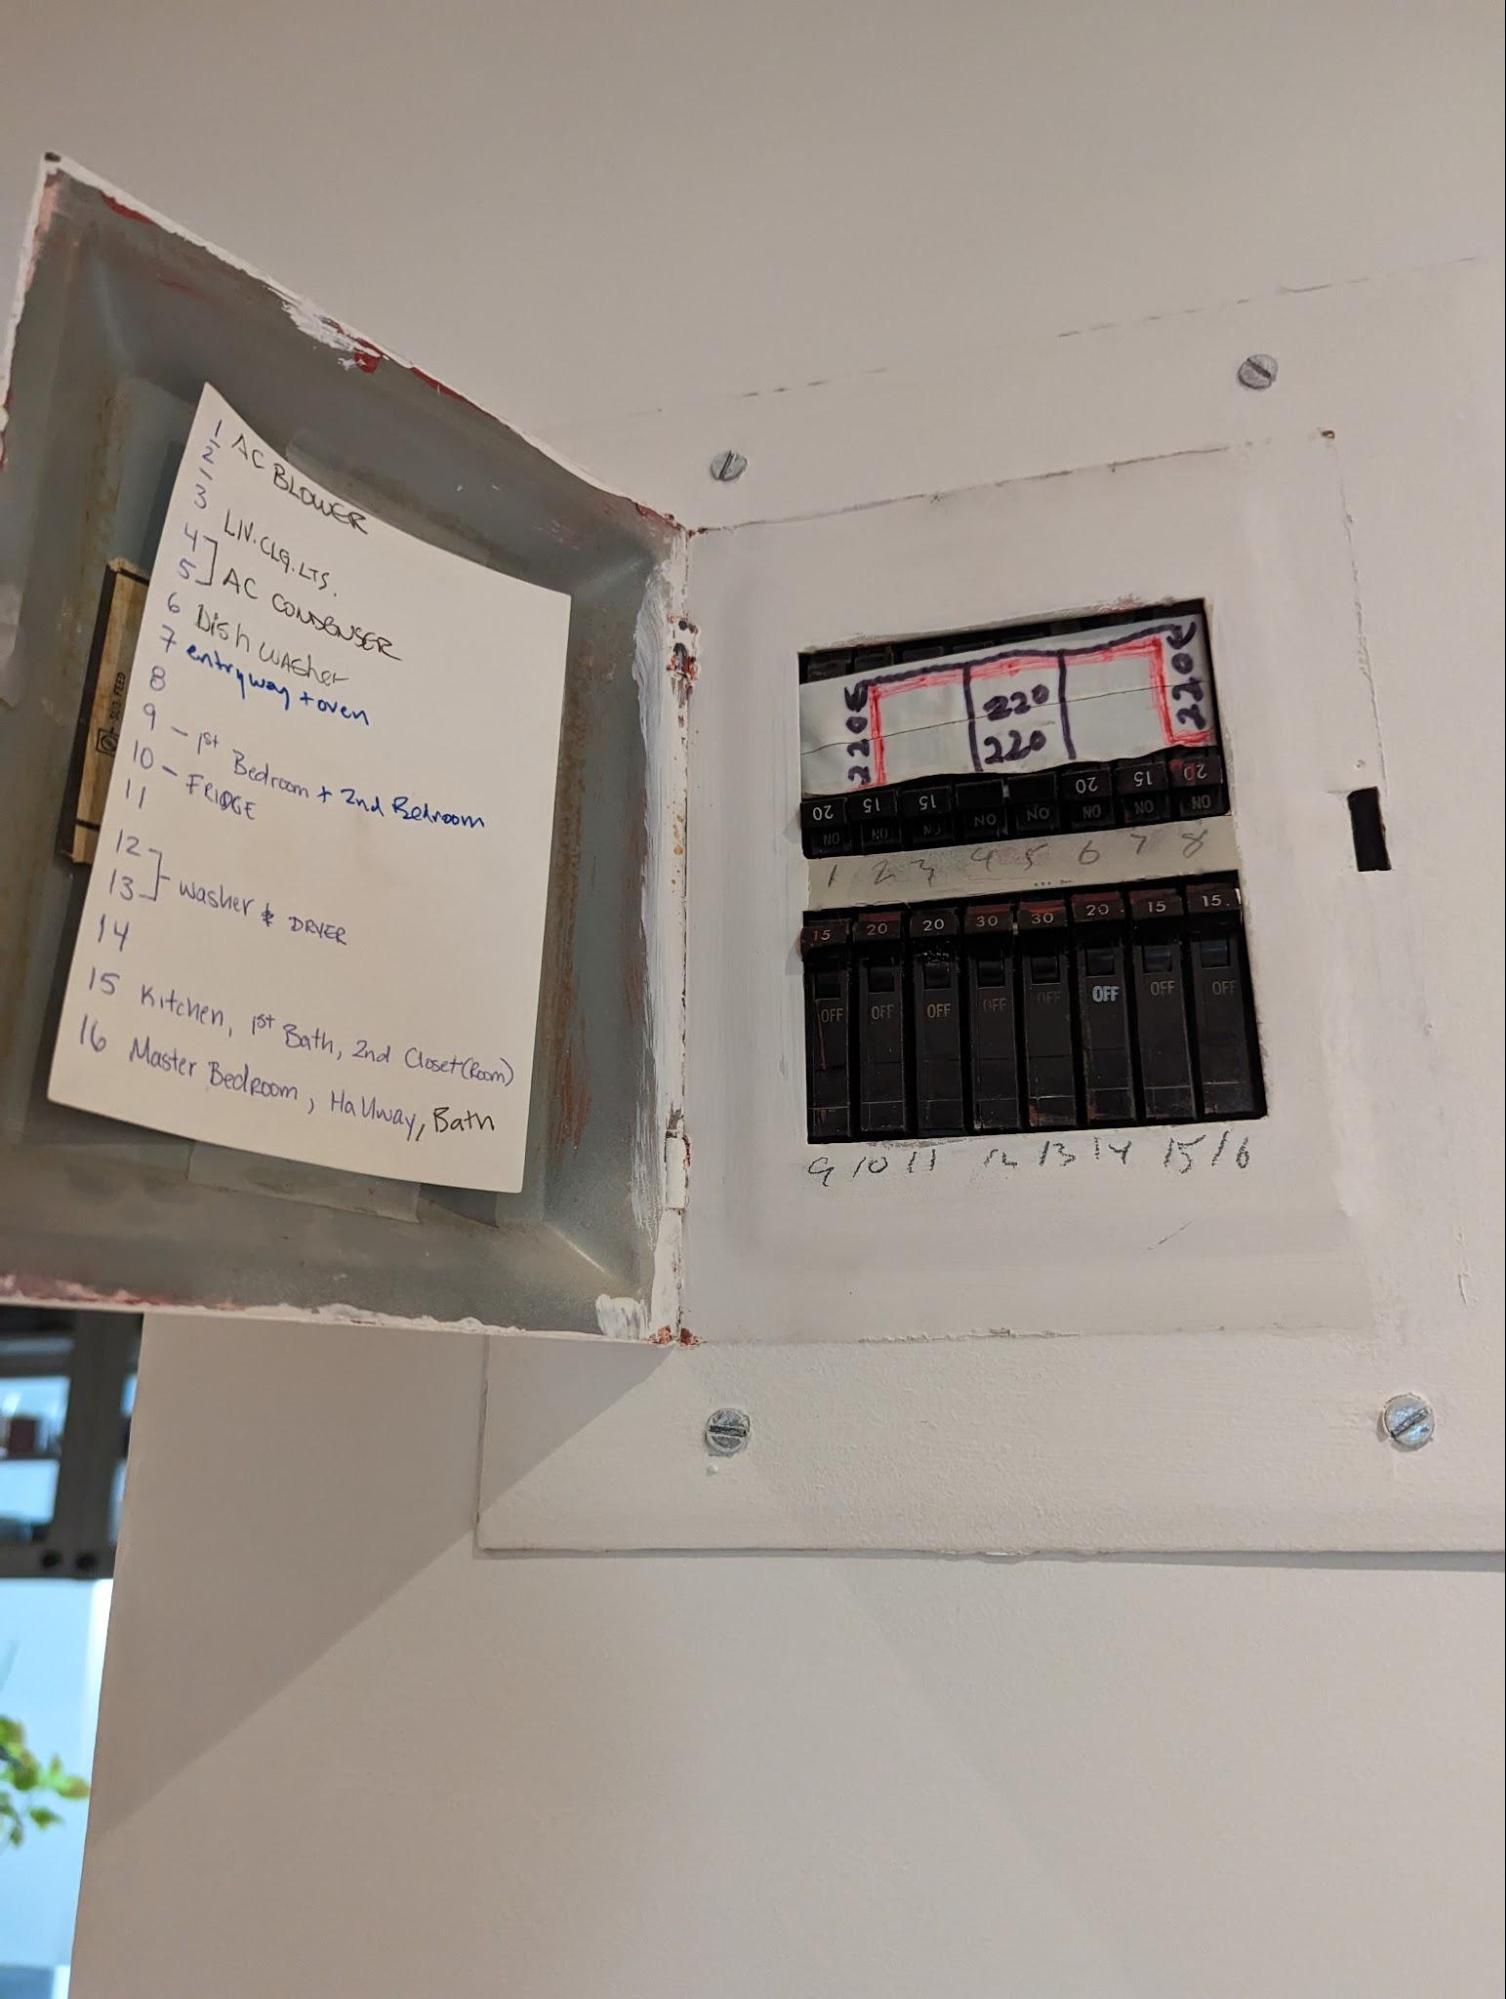 1 AC BLOWER
2
3 LIV. CLG. LTS.
4
5 AC CONDENSER
6 Dish washer
7 entryway + oven
8
9 - 1st Bedroom + 2nd Bedroom
10 - FRIDGE
11
12
13 washer & DRYER
14
15 Kitchen, 1st Bath, 2nd Closet (Room)
16 Master Bedroom, Hallway, Bath
220
220
220
220
20 15 15 20 15 20
ON ON ON ON ON ON ON ON
1 2 3 4 5 6 7 8
15 20 20 30 30 20 15 15
OFF OFF OFF OFF OFF OFF OFF OFF
9 10 11 12 13 14 15 16